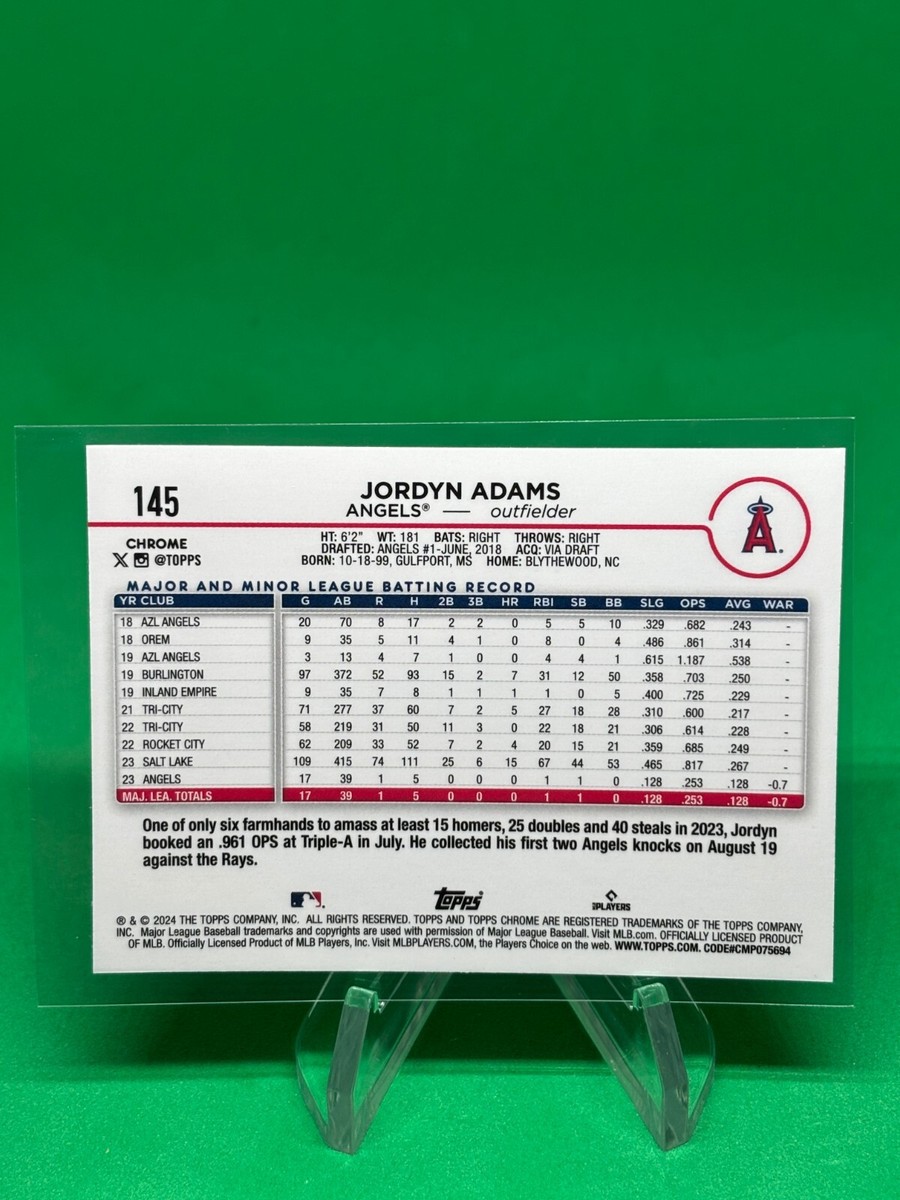 145
JORDYN ADAMS
ANGELS® — outfielder
A
CHROME
X @TOPPS
HT: 6'2" WT: 181 BATS: RIGHT THROWS: RIGHT
DRAFTED: ANGELS #1-JUNE, 2018 ACQ: VIA DRAFT
BORN: 10-18-99, GULFPORT, MS HOME: BLYTHEWOOD, NC
MAJOR AND MINOR LEAGUE BATTING RECORD
YR CLUB G AB R H 2B 3B HR RBI SB BB SLG OPS AVG WAR
18 AZL ANGELS 20 70 8 17 2 2 0 5 5 10 .329 .682 .243 -
18 OREM 9 35 5 11 4 1 0 8 0 4 .486 .861 .314 -
19 AZL ANGELS 3 13 4 7 1 0 0 4 4 1 .615 1.187 .538 -
19 BURLINGTON 97 372 52 93 15 2 7 31 12 50 .358 .703 .250 -
19 INLAND EMPIRE 9 35 7 8 1 1 1 1 0 5 .400 .725 .229 -
21 TRI-CITY 71 277 37 60 7 2 5 27 18 28 .310 .600 .217 -
22 TRI-CITY 58 219 31 50 11 3 0 22 18 21 .306 .614 .228 -
22 ROCKET CITY 62 209 33 52 7 2 4 20 15 21 .359 .685 .249 -
23 SALT LAKE 109 415 74 111 25 6 15 67 44 53 .465 .817 .267 -
23 ANGELS 17 39 1 5 0 0 0 1 1 0 .128 .253 .128 -0.7
MAJ. LEA. TOTALS 17 39 1 5 0 0 0 1 1 0 .128 .253 .128 -0.7
One of only six farmhands to amass at least 15 homers, 25 doubles and 40 steals in 2023, Jordyn
booked an .961 OPS at Triple-A in July. He collected his first two Angels knocks on August 19
against the Rays.
topps®
PLAYERS
® & © 2024 THE TOPPS COMPANY, INC. ALL RIGHTS RESERVED. TOPPS AND TOPPS CHROME ARE REGISTERED TRADEMARKS OF THE TOPPS COMPANY,
INC. Major League Baseball trademarks and copyrights are used with permission of Major League Baseball. Visit MLB.com. OFFICIALLY LICENSED PRODUCT
OF MLB. Officially Licensed Product of MLB Players, Inc. Visit MLBPLAYERS.COM, the Players Choice on the web. WWW.TOPPS.COM. CODE#CMP075694